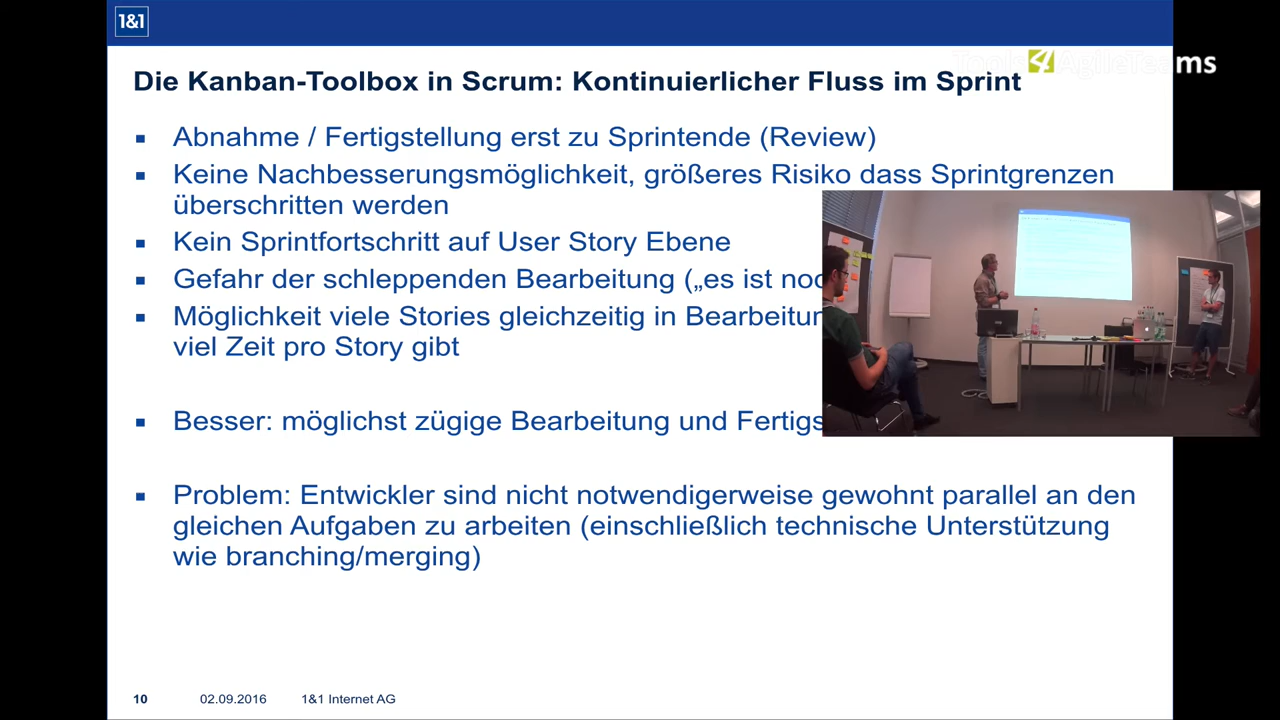 1&1
Tools4AgileTeams
Die Kanban-Toolbox in Scrum: Kontinuierlicher Fluss im Sprint
▪ Abnahme / Fertigstellung erst zu Sprintende (Review)
▪ Keine Nachbesserungsmöglichkeit, größeres Risiko dass Sprintgrenzen
überschritten werden
▪ Kein Sprintfortschritt auf User Story Ebene
▪ Gefahr der schleppenden Bearbeitung („es ist noc
▪ Möglichkeit viele Stories gleichzeitig in Bearbeitun
viel Zeit pro Story gibt
▪ Besser: möglichst zügige Bearbeitung und Fertigs
▪ Problem: Entwickler sind nicht notwendigerweise gewohnt parallel an den
gleichen Aufgaben zu arbeiten (einschließlich technische Unterstützung
wie branching/merging)
10 02.09.2016 1&1 Internet AG